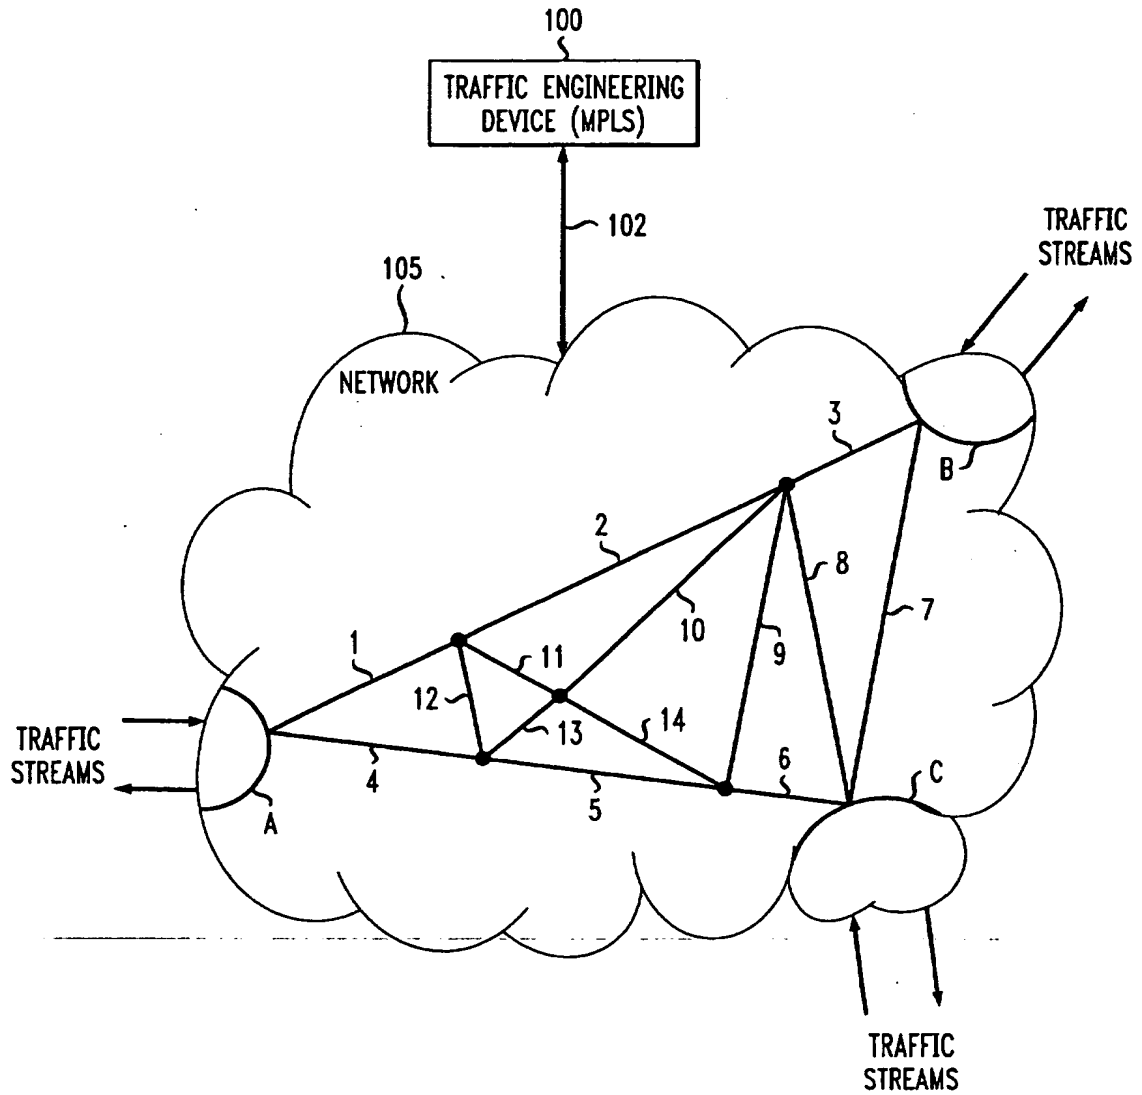 100
TRAFFIC ENGINEERING
DEVICE (MPLS)
102
TRAFFIC
STREAMS
105
NETWORK
3
B
2
8
10
7
9
1
11
12
13
14
TRAFFIC
STREAMS
4
A
5
6
C
TRAFFIC
STREAMS